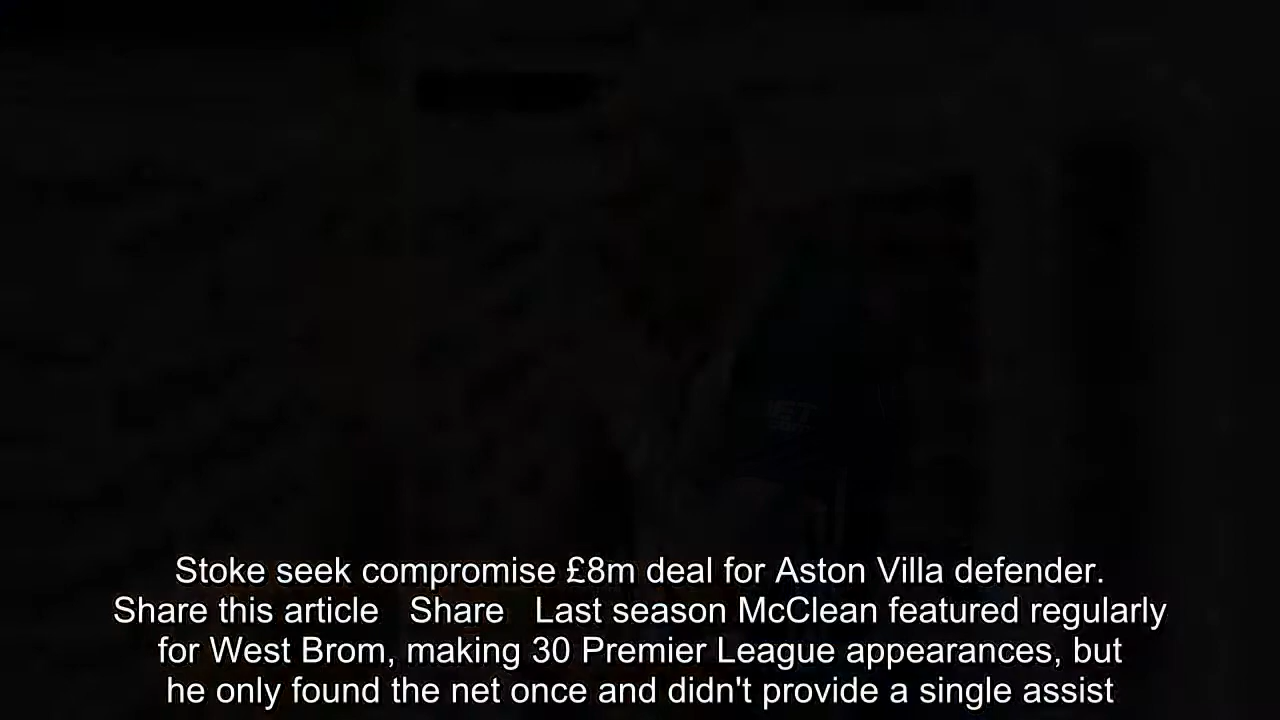 Stoke seek compromise £8m deal for Aston Villa defender.
Share this article   Share   Last season McClean featured regularly
for West Brom, making 30 Premier League appearances, but
he only found the net once and didn't provide a single assist